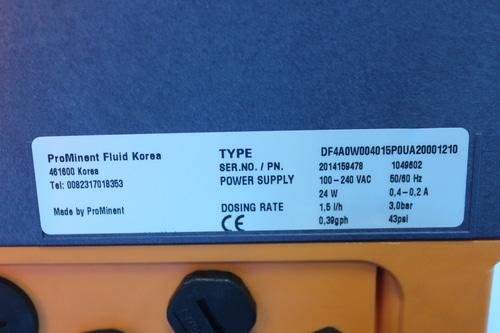 ProMinent Fluid Korea
461600 Korea
Tel: 0082317018353
Made by ProMinent
TYPE DF4A0W004015P0UA20001210
SER.NO. / PN. 2014159478 1049602
POWER SUPPLY 100-240 VAC 50/60 Hz
24 W 0,4-0,2 A
DOSING RATE 1,5 l/h 3,0bar
CE 0,39gph 43psi